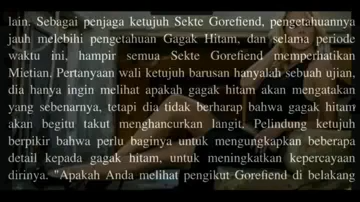 lain. Sebagai penjaga ketujuh Sekte Gorefiend, pengetahuannya
jauh melebihi pengetahuan Gagak Hitam, dan selama periode
waktu ini, hampir semua Sekte Gorefiend memperhatikan
Mietian, Pertanyaan wali ketujuh barusan hanyalah sebuah ujian,
dia hanya ingin melihat apakah gagak hitam akan mengatakan
yang sebenarnya, tetapi dia tidak berharap bahwa gagak hitam
akan begitu takut menghancurkan langit, Pelindung ketujuh
berpikir bahwa perlu baginya untuk mengungkapkan beberapa
detail kepada gagak hitam, untuk meningkatkan kepercayaan
dirinya. "Apakah Anda melihat pengikut Gorefiend di belakang